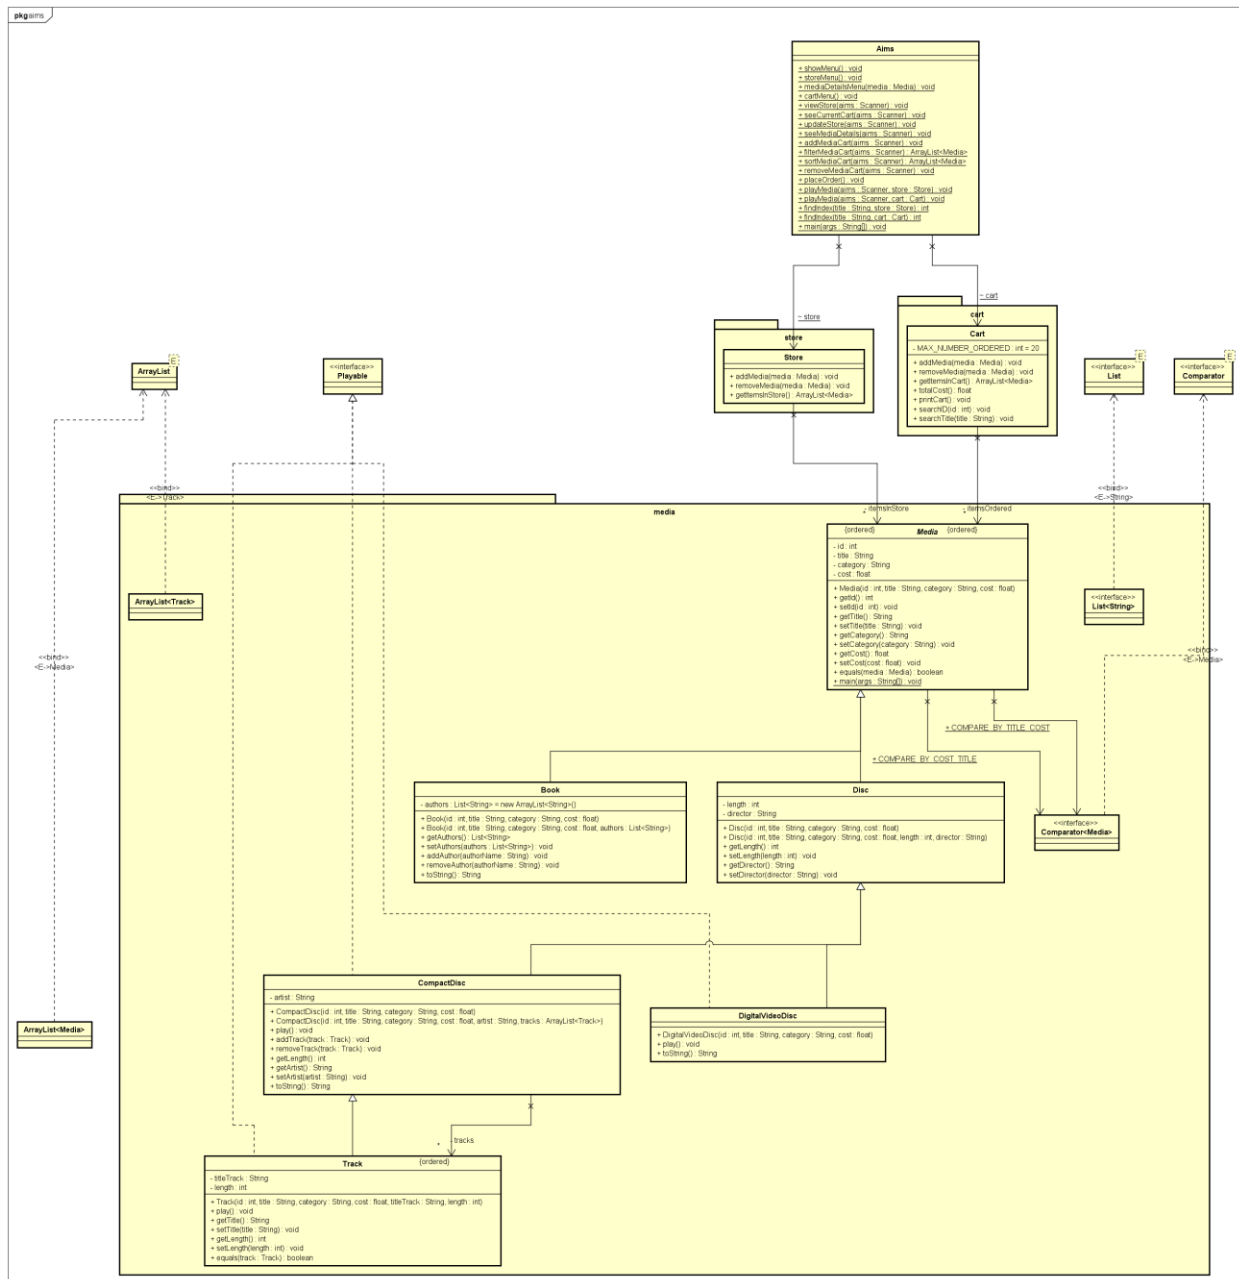 pkg aims
Aims
+ showMenu() : void
+ storeMenu() : void
+ mediaDetailsMenu(media : Media) : void
+ cartMenu() : void
+ viewStore(aims : Scanner) : void
+ seeCurrentCart(aims : Scanner) : void
+ updateStore(aims : Scanner) : void
+ seeMediaDetails(aims : Scanner) : void
+ addMediaCart(aims : Scanner) : void
+ filterMediaCart(aims : Scanner) : ArrayList<Media>
+ sortMediaCart(aims : Scanner) : ArrayList<Media>
+ removeMediaCart(aims : Scanner) : void
+ placeOrder() : void
+ playMedia(aims : Scanner, store : Store) : void
+ playMedia(aims : Scanner, cart : Cart) : void
+ findIndex(title : String, store : Store) : int
+ findIndex(title : String, cart : Cart) : int
+ main(args : String[]) : void
~ store
~ cart
store
Store
+ addMedia(media : Media) : void
+ removeMedia(media : Media) : void
+ getItemsInStore() : ArrayList<Media>
cart
Cart
- MAX_NUMBER_ORDERED : int = 20
+ addMedia(media : Media) : void
+ removeMedia(media : Media) : void
+ getItemsInCart() : ArrayList<Media>
+ totalCost() : float
+ printCart() : void
+ searchID(id : int) : void
+ searchTitle(title : String) : void
E
ArrayList
<<interface>>
Playable
E
<<interface>>
List
E
<<interface>>
Comparator
<<bind>>
<E->Track>
<<bind>>
<E->String>
media
* - itemsInStore
* - itemsOrdered
{ordered}
{ordered}
Media
- id : int
- title : String
- category : String
- cost : float
+ Media(id : int, title : String, category : String, cost : float)
+ getId() : int
+ setId(id : int) : void
+ getTitle() : String
+ setTitle(title : String) : void
+ getCategory() : String
+ setCategory(category : String) : void
+ getCost() : float
+ setCost(cost : float) : void
+ equals(media : Media) : boolean
+ main(args : String[]) : void
ArrayList<Track>
<<interface>>
List<String>
<<bind>>
<E->Media>
<<bind>>
<E->Media>
+ COMPARE_BY_TITLE_COST
+ COMPARE_BY_COST_TITLE
Book
- authors : List<String> = new ArrayList<String>()
+ Book(id : int, title : String, category : String, cost : float)
+ Book(id : int, title : String, category : String, cost : float, authors : List<String>)
+ getAuthors() : List<String>
+ setAuthors(authors : List<String>) : void
+ addAuthor(authorName : String) : void
+ removeAuthor(authorName : String) : void
+ toString() : String
Disc
- length : int
- director : String
+ Disc(id : int, title : String, category : String, cost : float)
+ Disc(id : int, title : String, category : String, cost : float, length : int, director : String)
+ getLength() : int
+ setLength(length : int) : void
+ getDirector() : String
+ setDirector(director : String) : void
<<interface>>
Comparator<Media>
CompactDisc
- artist : String
+ CompactDisc(id : int, title : String, category : String, cost : float)
+ CompactDisc(id : int, title : String, category : String, cost : float, artist : String, tracks : ArrayList<Track>)
+ play() : void
+ addTrack(track : Track) : void
+ removeTrack(track : Track) : void
+ getLength() : int
+ getArtist() : String
+ setArtist(artist : String) : void
+ toString() : String
DigitalVideoDisc
+ DigitalVideoDisc(id : int, title : String, category : String, cost : float)
+ play() : void
+ toString() : String
ArrayList<Media>
* - tracks
{ordered}
Track
- titleTrack : String
- length : int
+ Track(id : int, title : String, category : String, cost : float, titleTrack : String, length : int)
+ play() : void
+ getTitle() : String
+ setTitle(title : String) : void
+ getLength() : int
+ setLength(length : int) : void
+ equals(track : Track) : boolean